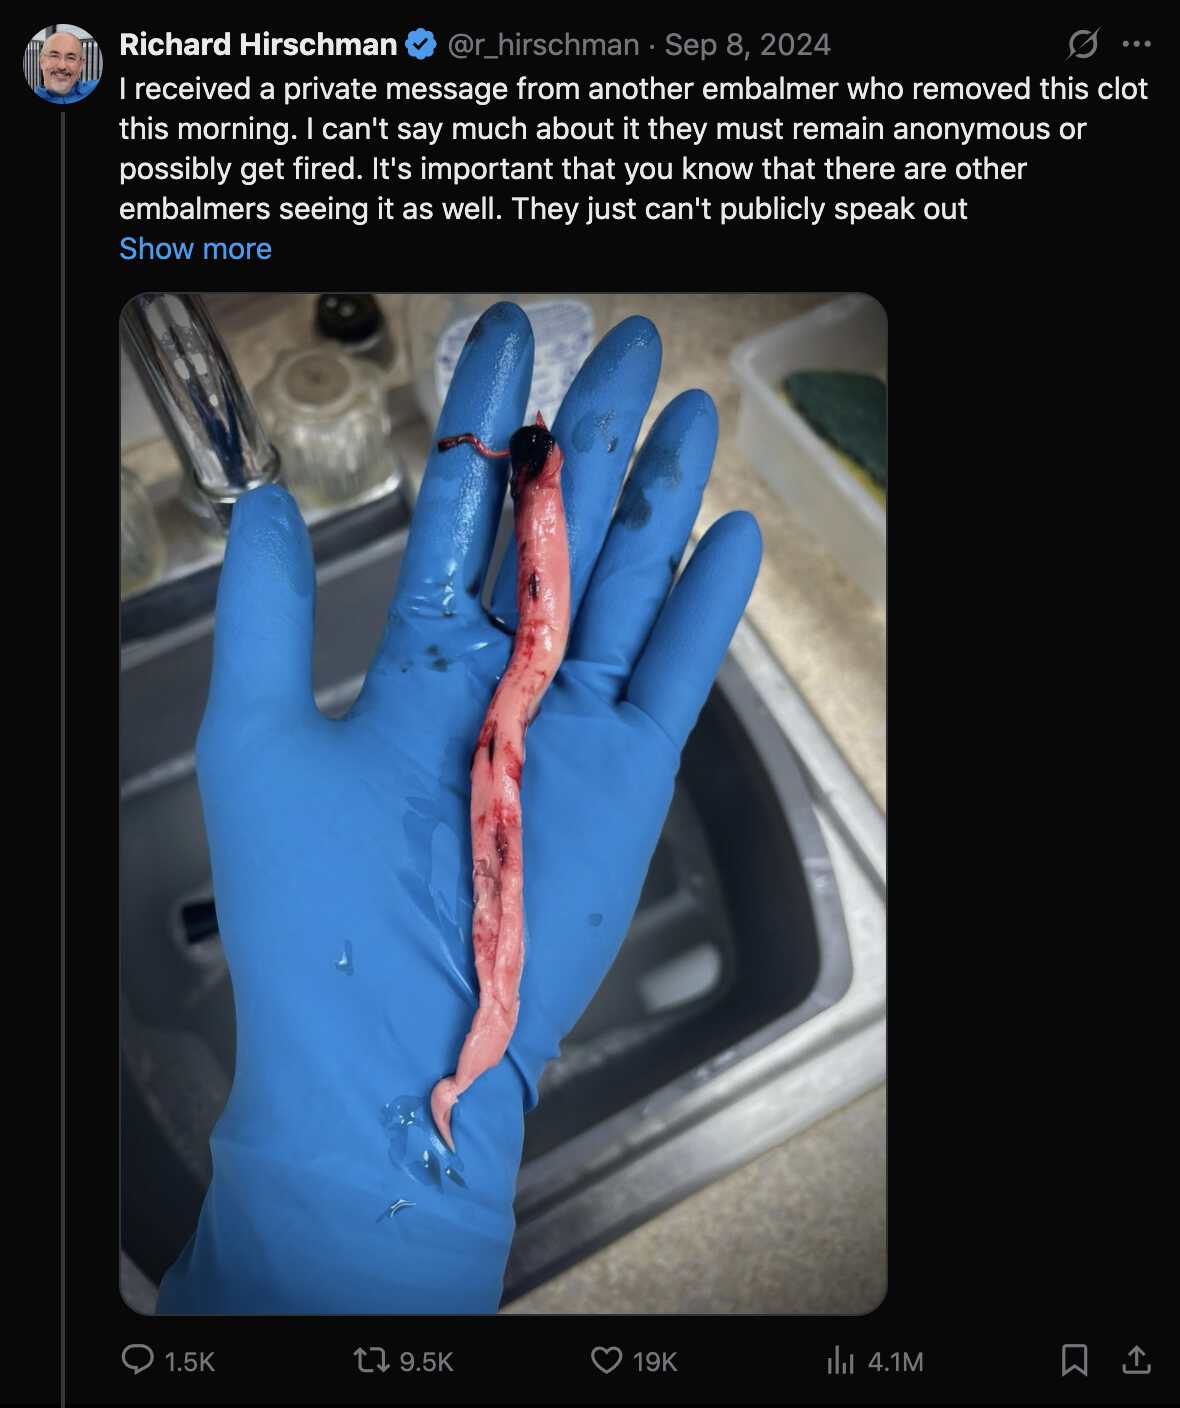 Richard Hirschman @r_hirschman · Sep 8, 2024
I received a private message from another embalmer who removed this clot
this morning. I can't say much about it they must remain anonymous or
possibly get fired. It's important that you know that there are other
embalmers seeing it as well. They just can't publicly speak out
Show more
1.5K 9.5K 19K 4.1M